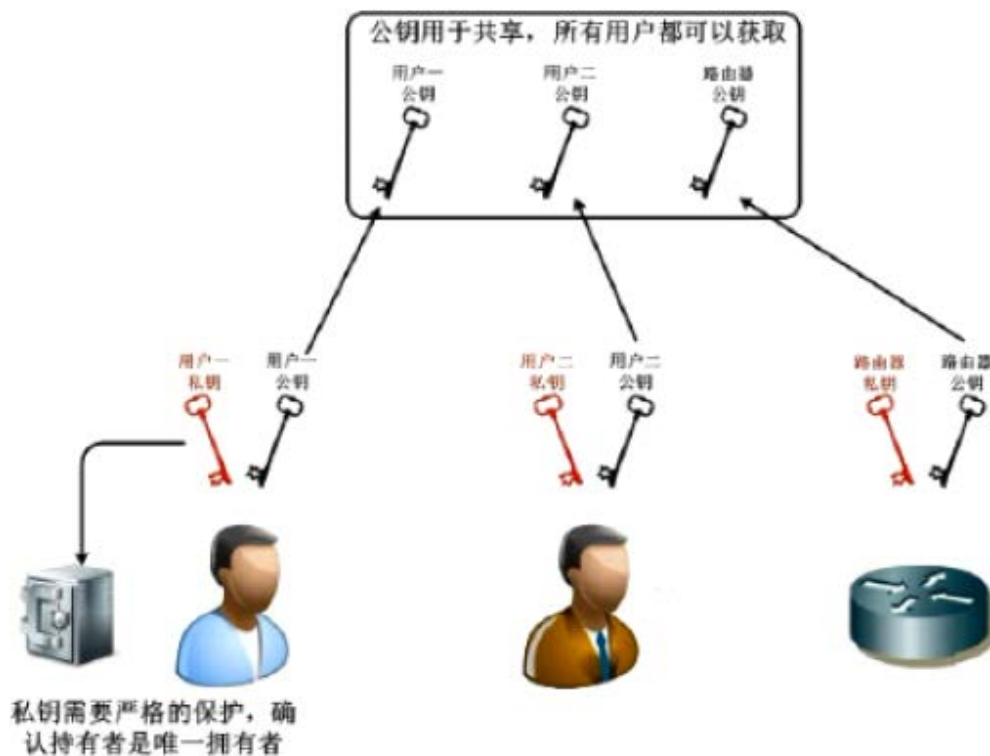 公钥用于共享，所有用户都可以获取
用户一
公钥
用户二
公钥
路由器
公钥
用户一
私钥
用户一
公钥
用户二
私钥
用户二
公钥
路由器
私钥
路由器
公钥
私钥需要严格的保护，确
认持有者是唯一拥有者